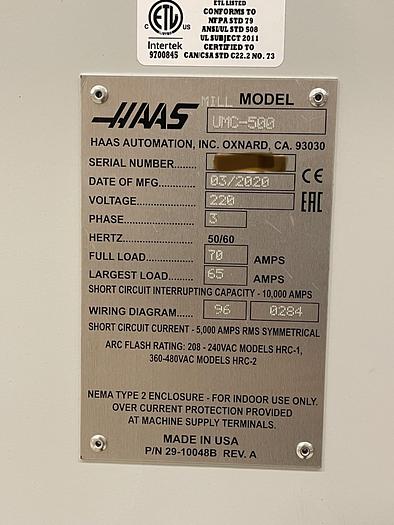 ETL LISTED
CONFORMS TO
NFPA STD 79
ANSI/UL STD 508
UL SUBJECT 2011
CERTIFIED TO
CAN/CSA STD C22.2 NO. 73
ETL
C US
Intertek
9700845
HAAS MILL MODEL
UMC-500
HAAS AUTOMATION, INC. OXNARD, CA. 93030
SERIAL NUMBER
DATE OF MFG............. 03/2020 CE
VOLTAGE.................. 220 EAC
PHASE...................... 3
HERTZ 50/60
FULL LOAD............... 70 AMPS
LARGEST LOAD........ 65 AMPS
SHORT CIRCUIT INTERRUPTING CAPACITY - 10,000 AMPS
WIRING DIAGRAM...... 96 0284
SHORT CIRCUIT CURRENT - 5,000 AMPS RMS SYMMETRICAL
ARC FLASH RATING: 208 - 240VAC MODELS HRC-1,
360-480VAC MODELS HRC-2
NEMA TYPE 2 ENCLOSURE - FOR INDOOR USE ONLY.
OVER CURRENT PROTECTION PROVIDED
AT MACHINE SUPPLY TERMINALS.
MADE IN USA
P/N 29-10048B REV. A